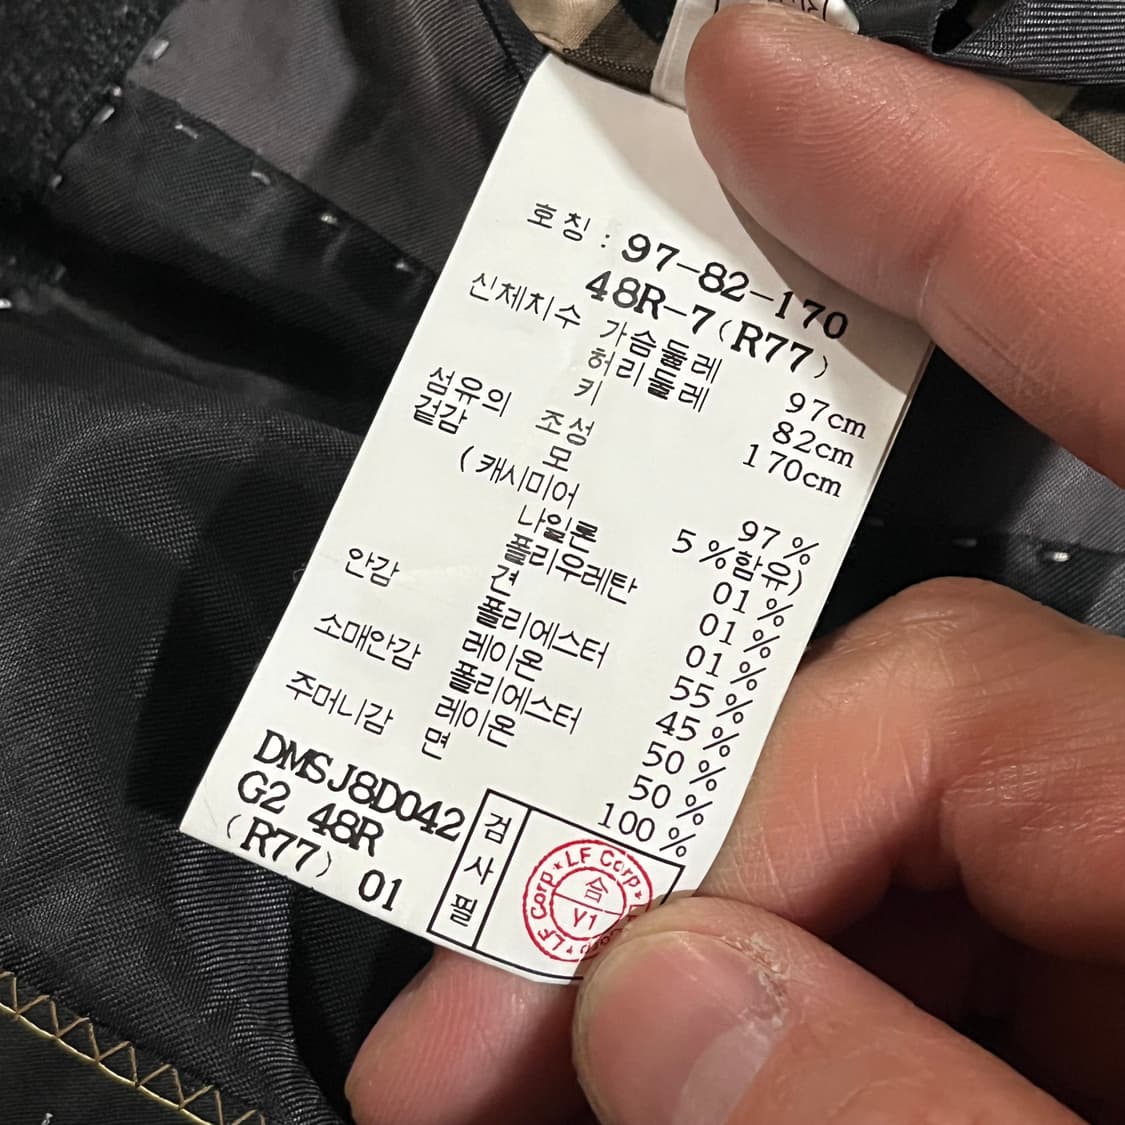 호칭 : 97-82-170
48R-7(R77)
신체치수 가슴둘레 97cm
허리둘레 82cm
키 170cm
섬유의 조성
겉감 모 97 %
( 캐시미어 5 %함유)
나일론 01 %
폴리우레탄 01 %
견 01 %
안감 폴리에스터 55 %
레이온 45 %
소매안감 폴리에스터 50 %
레이온 50 %
주머니감 면 100 %
DMSJ8D042
G2 48R
(R77) 01
검사필
LF Corp
LF Corp
合
V1